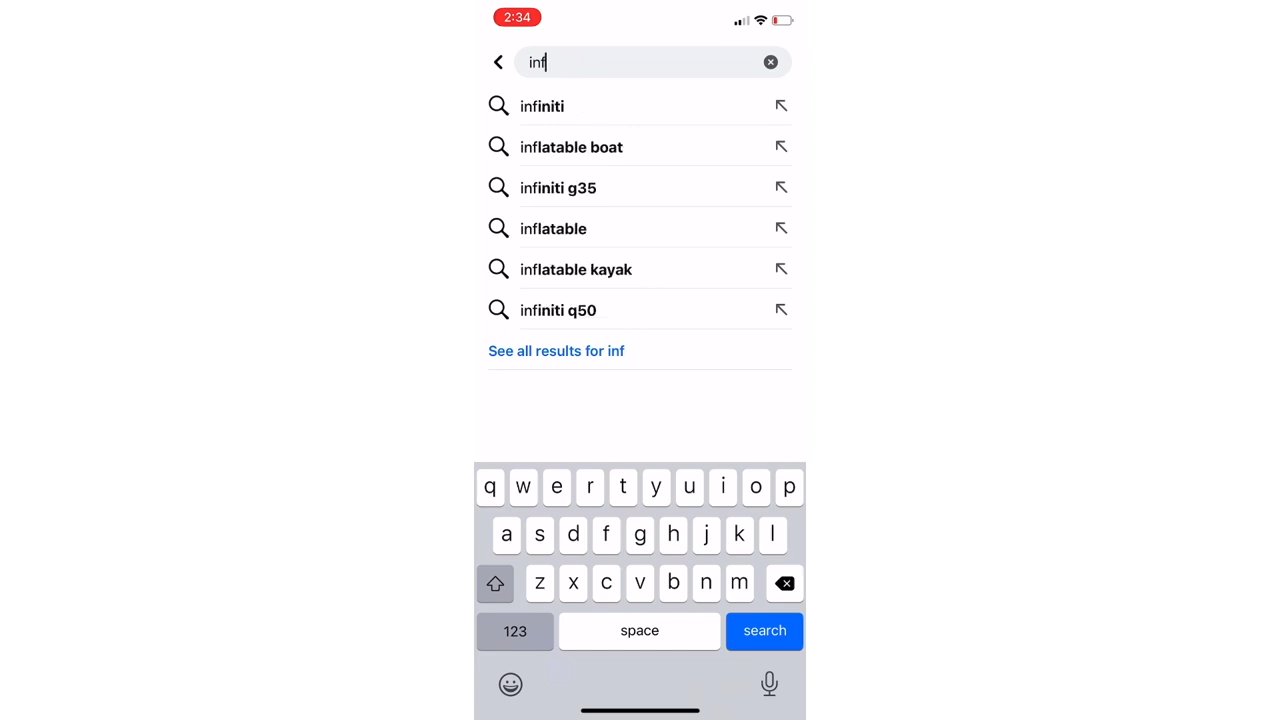 2:34
inf
infiniti
inflatable boat
infiniti g35
inflatable
inflatable kayak
infiniti q50
See all results for inf
q w e r t y u i o p
a s d f g h j k l
z x c v b n m
123 space search